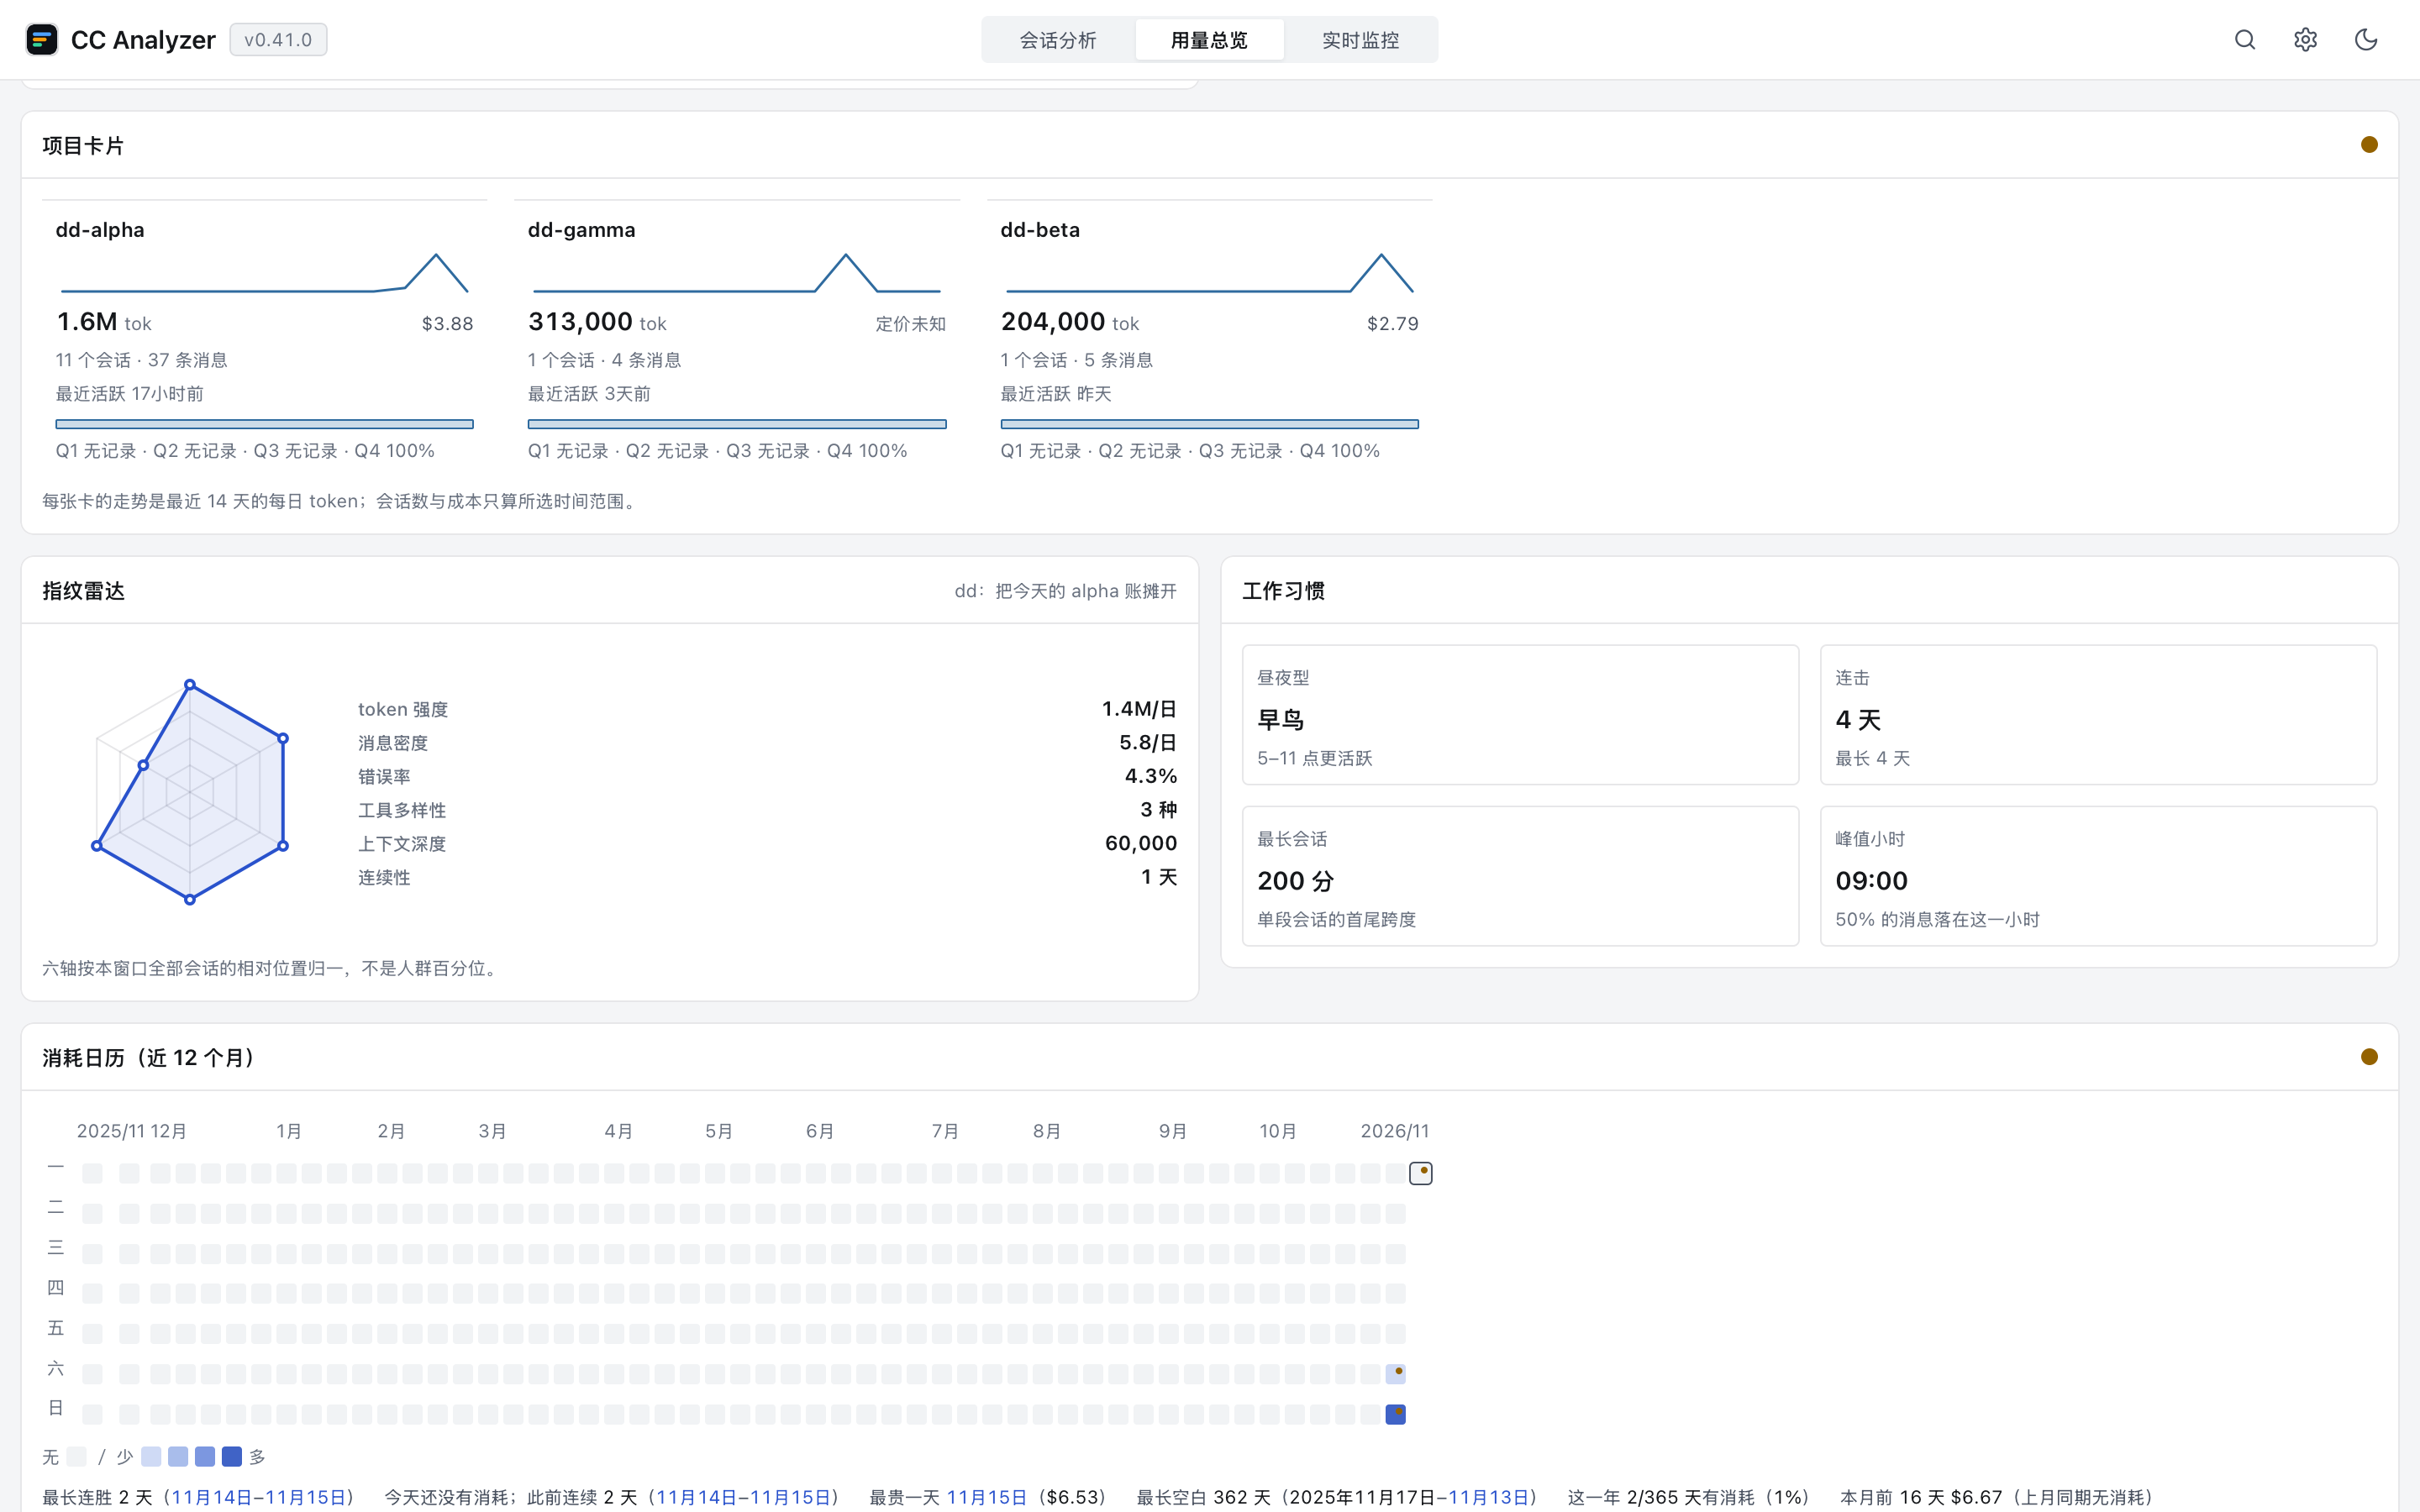 CC Analyzer v0.41.0 会话分析 用量总览 实时监控
项目卡片
dd-alpha
1.6M tok $3.88
11 个会话 · 37 条消息
最近活跃 17小时前
Q1 无记录 · Q2 无记录 · Q3 无记录 · Q4 100%
dd-gamma
313,000 tok 定价未知
1 个会话 · 4 条消息
最近活跃 3天前
Q1 无记录 · Q2 无记录 · Q3 无记录 · Q4 100%
dd-beta
204,000 tok $2.79
1 个会话 · 5 条消息
最近活跃 昨天
Q1 无记录 · Q2 无记录 · Q3 无记录 · Q4 100%
每张卡的走势是最近 14 天的每日 token；会话数与成本只算所选时间范围。
指纹雷达 dd：把今天的 alpha 账摊开
token 强度 1.4M/日
消息密度 5.8/日
错误率 4.3%
工具多样性 3 种
上下文深度 60,000
连续性 1 天
六轴按本窗口全部会话的相对位置归一，不是人群百分位。
工作习惯
昼夜型
早鸟
5–11 点更活跃
连击
4 天
最长 4 天
最长会话
200 分
单段会话的首尾跨度
峰值小时
09:00
50% 的消息落在这一小时
消耗日历（近 12 个月）
2025/11 12月 1月 2月 3月 4月 5月 6月 7月 8月 9月 10月 2026/11
一
二
三
四
五
六
日
无 / 少 多
最长连胜 2 天（11月14日–11月15日） 今天还没有消耗；此前连续 2 天（11月14日–11月15日） 最贵一天 11月15日（$6.53） 最长空白 362 天（2025年11月17日–11月13日） 这一年 2/365 天有消耗（1%） 本月前 16 天 $6.67（上月同期无消耗）